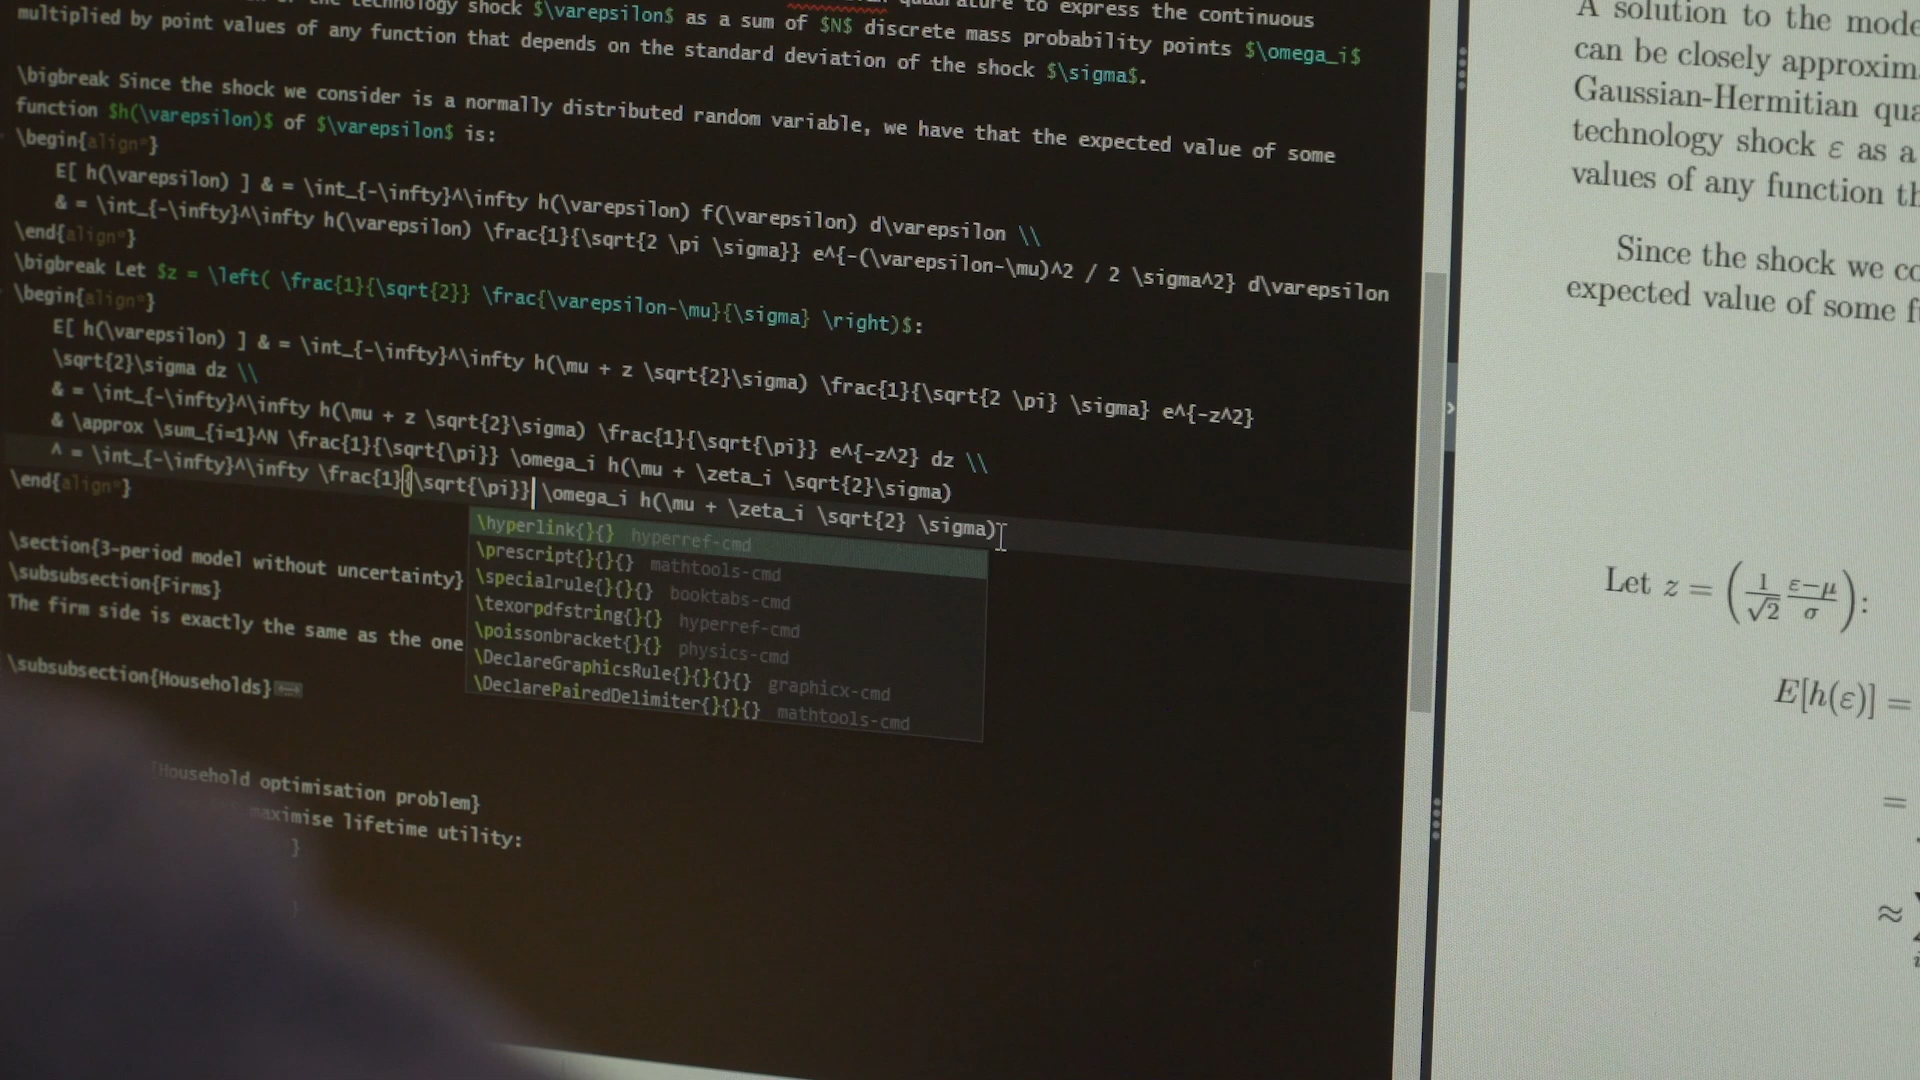 the technology shock $\varepsilon$ as a sum of $N$ discrete mass probability points $\omega_i$
to express the continuous
multiplied by point values of any function that depends on the standard deviation of the shock $\sigma$.
\bigbreak Since the shock we consider is a normally distributed random variable, we have that the expected value of some
function $h(\varepsilon)$ of $\varepsilon$ is:
\begin{align*}
E[ h(\varepsilon) ] & = \int_{-\infty}^\infty h(\varepsilon) f(\varepsilon) d\varepsilon \\
& = \int_{-\infty}^\infty h(\varepsilon) \frac{1}{\sqrt{2 \pi \sigma}} e^{-(\varepsilon-\mu)^2 / 2 \sigma^2} d\varepsilon
\end{align*}
\bigbreak Let $z = \left( \frac{1}{\sqrt{2}} \frac{\varepsilon-\mu}{\sigma} \right)$:
\begin{align*}
E[ h(\varepsilon) ] & = \int_{-\infty}^\infty h(\mu + z \sqrt{2}\sigma) \frac{1}{\sqrt{2 \pi} \sigma} e^{-z^2}
\sqrt{2}\sigma dz \\
& = \int_{-\infty}^\infty h(\mu + z \sqrt{2}\sigma) \frac{1}{\sqrt{\pi}} e^{-z^2} dz \\
& \approx \sum_{i=1}^N \frac{1}{\sqrt{\pi}} \omega_i h(\mu + \zeta_i \sqrt{2}\sigma)
^ = \int_{-\infty}^\infty \frac{1}{\sqrt{\pi}} \omega_i h(\mu + \zeta_i \sqrt{2} \sigma)
\end{align*}
\hyperlink{}{} hyperref-cmd
\prescript{}{}{} mathtools-cmd
\specialrule{}{}{} booktabs-cmd
\texorpdfstring{}{} hyperref-cmd
\poissonbracket{}{} physics-cmd
\DeclareGraphicsRule{}{}{}{} graphicx-cmd
\DeclarePairedDelimiter{}{}{} mathtools-cmd
\section{3-period model without uncertainty}
\subsubsection{Firms}
The firm side is exactly the same as the one
\subsubsection{Households}
Household optimisation problem}
maximise lifetime utility:
}
}
A solution to the mode
can be closely approxim
Gaussian-Hermitian qua
technology shock ε as a
values of any function th
Since the shock we co
expected value of some f
Let z = (1/√2 ε−μ/σ):
E[h(ε)] =
=
≈